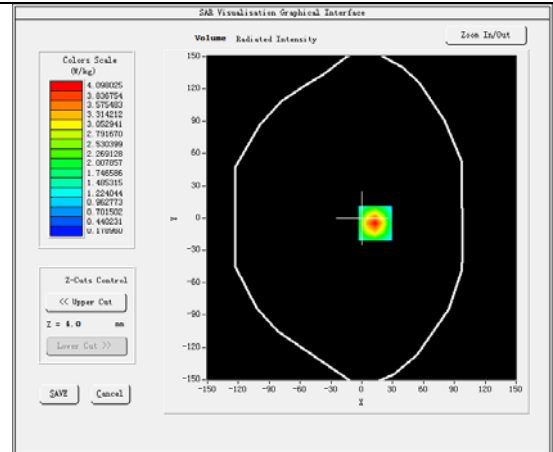 SAR Visualisation Graphical Interface
Volume Radiated Intensity
Zoom In/Out
Colors Scale
(W/kg)
4.098025
3.836754
3.575483
3.314212
3.052941
2.791670
2.530399
2.269128
2.007857
1.746586
1.485315
1.224044
0.962773
0.701502
0.440231
0.178960
Z-Cuts Control
<< Upper Cut
Z = 4.0 mm
Lower Cut >>
SAVE Cancel
150
120
90
60
30
0
-30
-60
-90
-120
-150
Y
-150 -120 -90 -60 -30 0 30 60 90 120 150
X